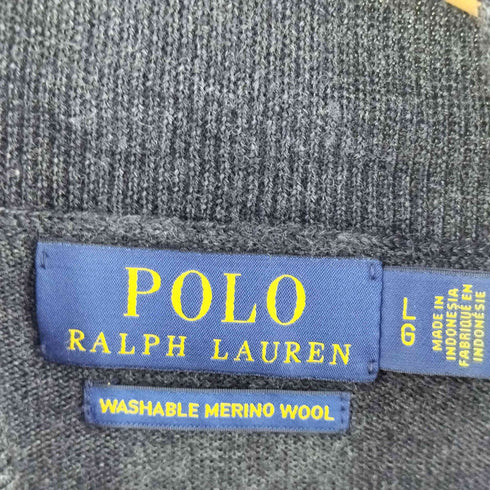 POLO
RALPH LAUREN
WASHABLE MERINO WOOL
L
G
MADE IN
INDONESIA
FABRIQUÉ EN
INDONÉSIE